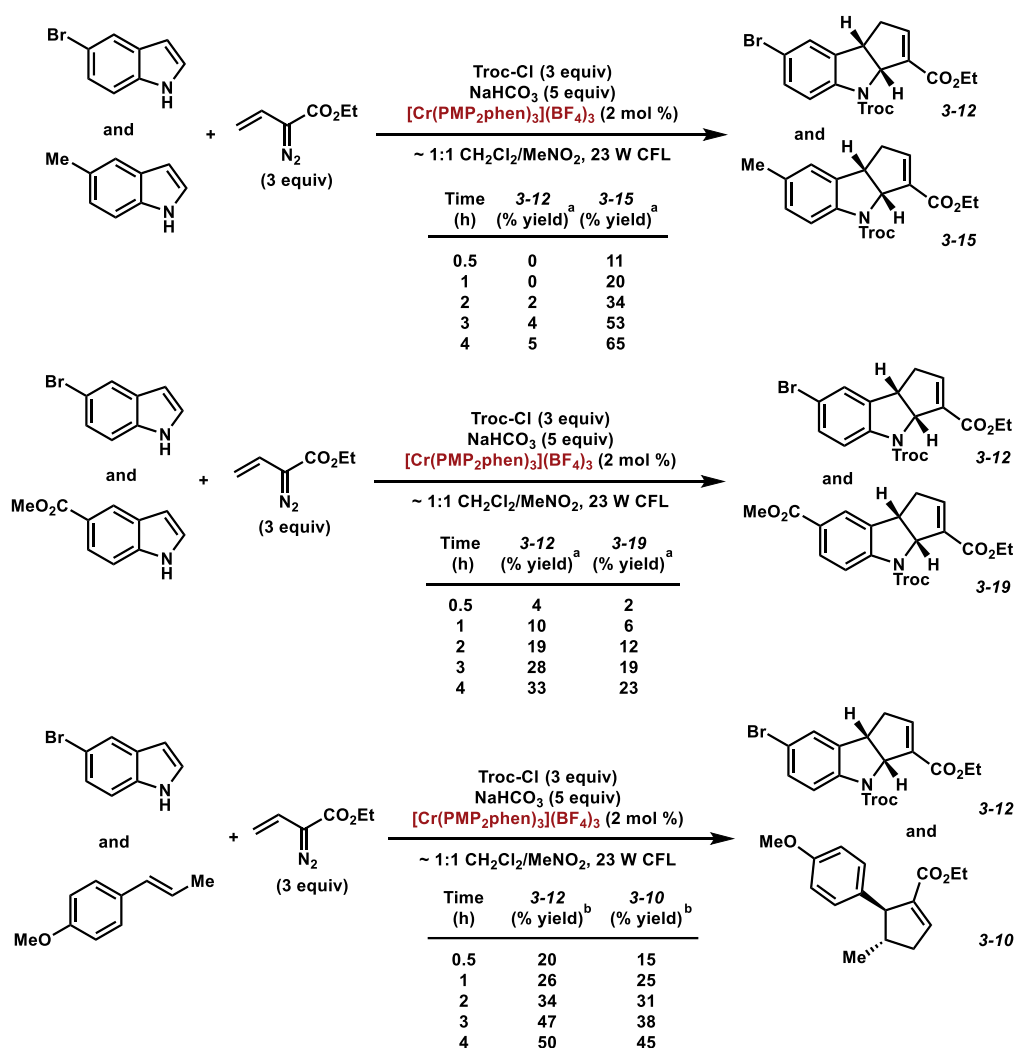 Br
N
H
and
Me
N
H
+
CO2Et
N2
(3 equiv)
Troc-Cl (3 equiv)
NaHCO3 (5 equiv)
[Cr(PMP2phen)3](BF4)3 (2 mol %)
~ 1:1 CH2Cl2/MeNO2, 23 W CFL
Time (h) 3-12 (% yield)a 3-15 (% yield)a
0.5 0 11
1 0 20
2 2 34
3 4 53
4 5 65
Br
H
N
H
Troc
CO2Et
3-12
and
Me
H
N
H
Troc
CO2Et
3-15
Br
N
H
and
MeO2C
N
H
+
CO2Et
N2
(3 equiv)
Troc-Cl (3 equiv)
NaHCO3 (5 equiv)
[Cr(PMP2phen)3](BF4)3 (2 mol %)
~ 1:1 CH2Cl2/MeNO2, 23 W CFL
Time (h) 3-12 (% yield)a 3-19 (% yield)a
0.5 4 2
1 10 6
2 19 12
3 28 19
4 33 23
Br
H
N
H
Troc
CO2Et
3-12
and
MeO2C
H
N
H
Troc
CO2Et
3-19
Br
N
H
and
Me
MeO
+
CO2Et
N2
(3 equiv)
Troc-Cl (3 equiv)
NaHCO3 (5 equiv)
[Cr(PMP2phen)3](BF4)3 (2 mol %)
~ 1:1 CH2Cl2/MeNO2, 23 W CFL
Time (h) 3-12 (% yield)b 3-10 (% yield)b
0.5 20 15
1 26 25
2 34 31
3 47 38
4 50 45
Br
H
N
H
Troc
CO2Et
3-12
and
MeO
CO2Et
Me
3-10